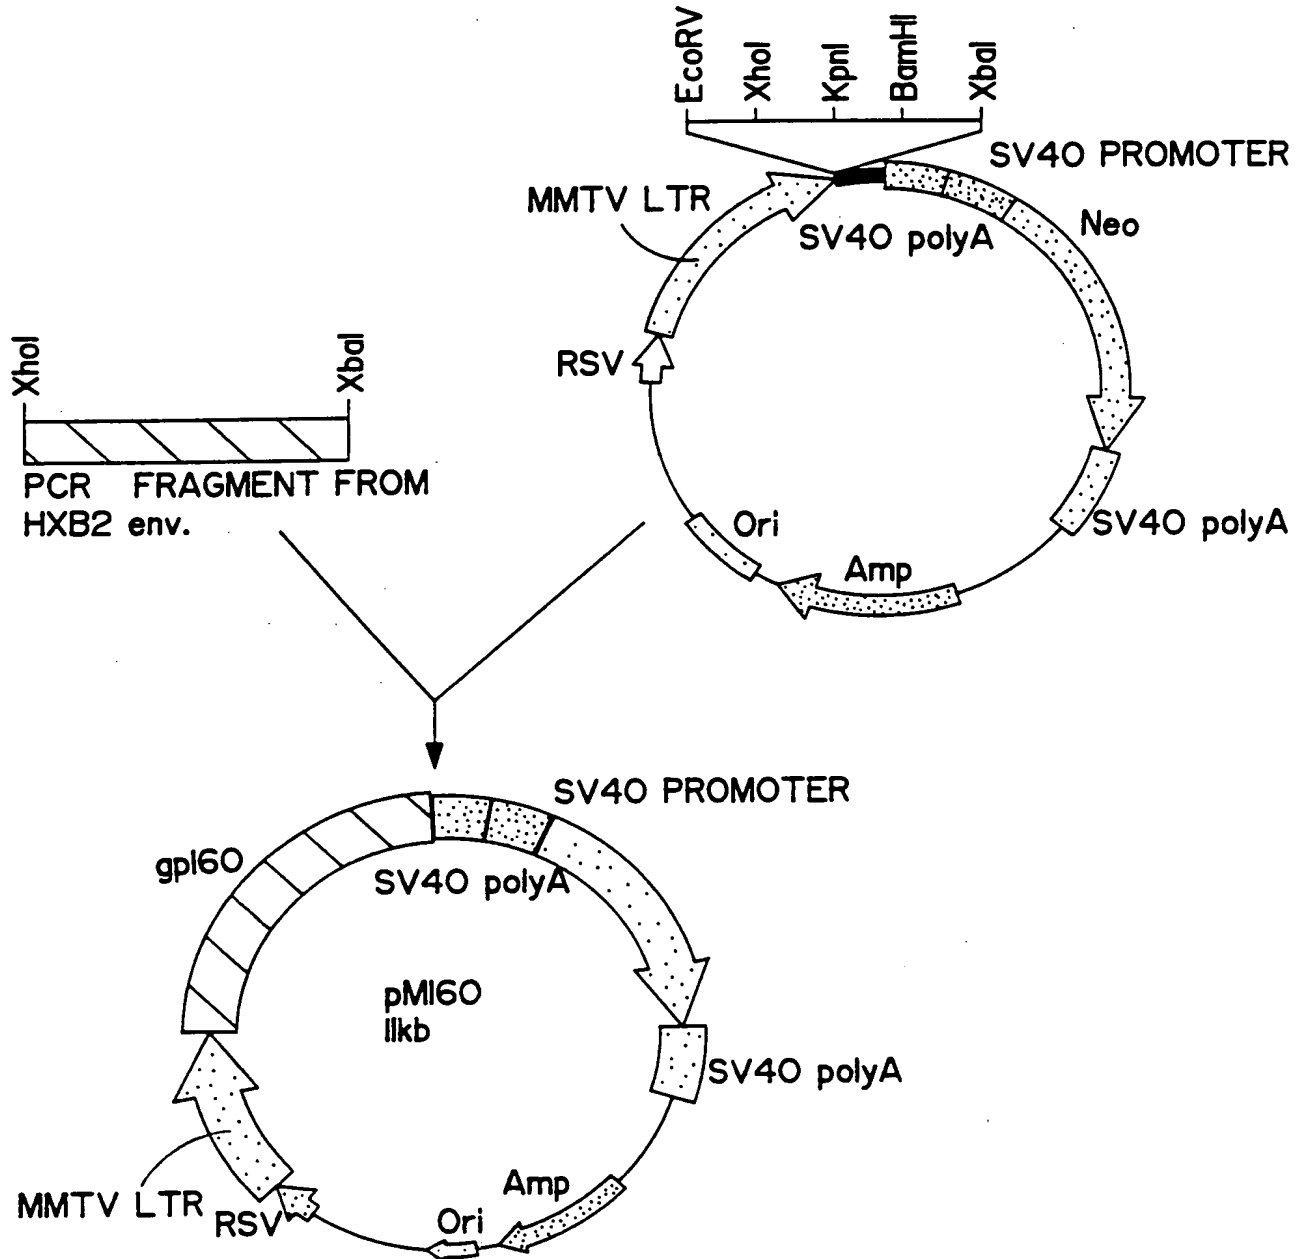 EcoRV
XhoI
KpnI
BamHI
XbaI
SV40 PROMOTER
MMTV LTR
SV40 polyA
Neo
RSV
XhoI
XbaI
PCR FRAGMENT FROM
HXB2 env.
Ori
SV40 polyA
Amp
SV40 PROMOTER
gp160
SV40 polyA
pM160
11kb
SV40 polyA
MMTV LTR
RSV
Ori
Amp